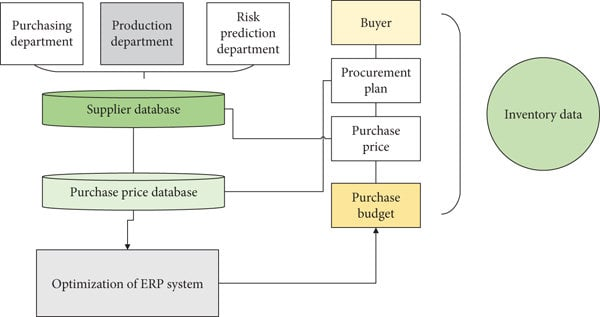 Purchasing
department
Production
department
Risk
prediction
department
Buyer
Procurement
plan
Supplier database
Inventory data
Purchase
price
Purchase price database
Purchase
budget
Optimization of ERP system